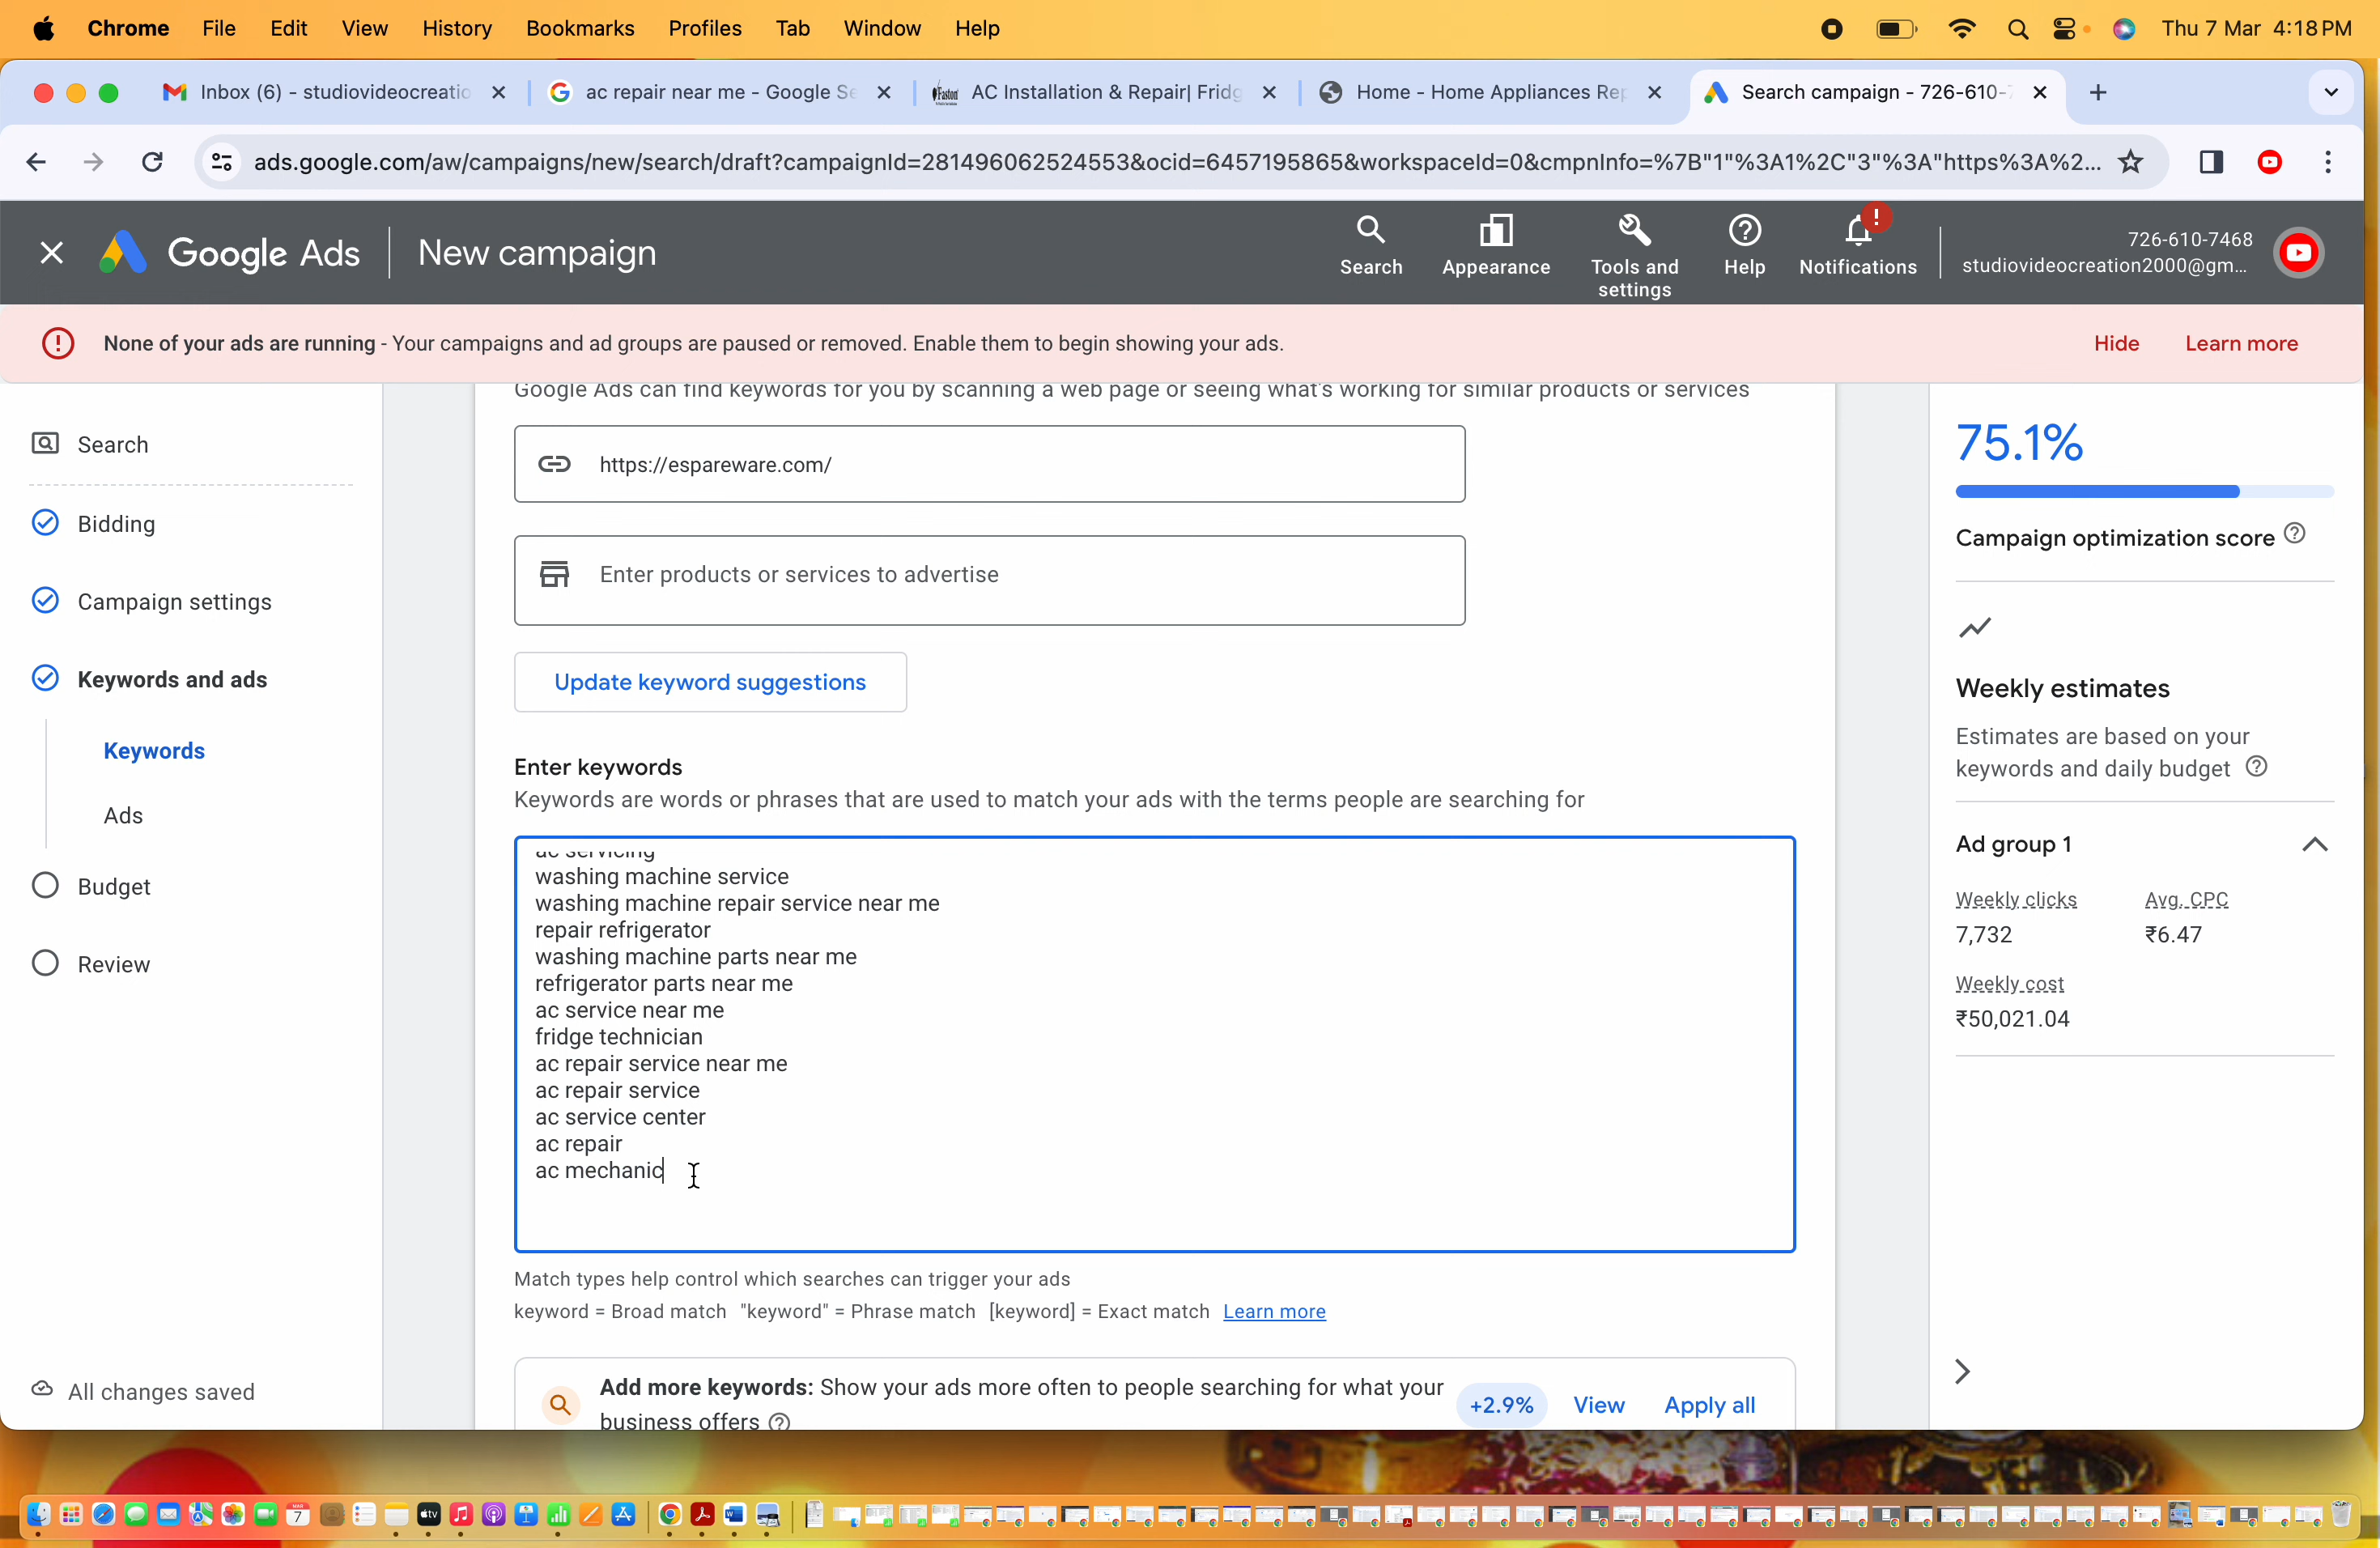 Chrome File Edit View History Bookmarks Profiles Tab Window Help Thu 7 Mar 4:18 PM
Inbox (6) - studiovideocreatio ac repair near me - Google Se AC Installation & Repair| Fridg Home - Home Appliances Rep Search campaign - 726-610-7
ads.google.com/aw/campaigns/new/search/draft?campaignId=281496062524553&ocid=6457195865&workspaceId=0&cmpnInfo=%7B"1"%3A1%2C"3"%3A"https%3A%2...
Google Ads New campaign
Search Appearance Tools and settings Help Notifications
726-610-7468
studiovideocreation2000@gm...
None of your ads are running - Your campaigns and ad groups are paused or removed. Enable them to begin showing your ads. Hide Learn more
Search
Bidding
Campaign settings
Keywords and ads
Keywords
Ads
Budget
Review
All changes saved
Google Ads can find keywords for you by scanning a web page or seeing what's working for similar products or services
https://espareware.com/
Enter products or services to advertise
Update keyword suggestions
Enter keywords
Keywords are words or phrases that are used to match your ads with the terms people are searching for
ac servicing
washing machine service
washing machine repair service near me
repair refrigerator
washing machine parts near me
refrigerator parts near me
ac service near me
fridge technician
ac repair service near me
ac repair service
ac service center
ac repair
ac mechanic
Match types help control which searches can trigger your ads
keyword = Broad match "keyword" = Phrase match [keyword] = Exact match Learn more
Add more keywords: Show your ads more often to people searching for what your
business offers
+2.9% View Apply all
75.1%
Campaign optimization score
Weekly estimates
Estimates are based on your
keywords and daily budget
Ad group 1
Weekly clicks Avg. CPC
7,732 ₹6.47
Weekly cost
₹50,021.04